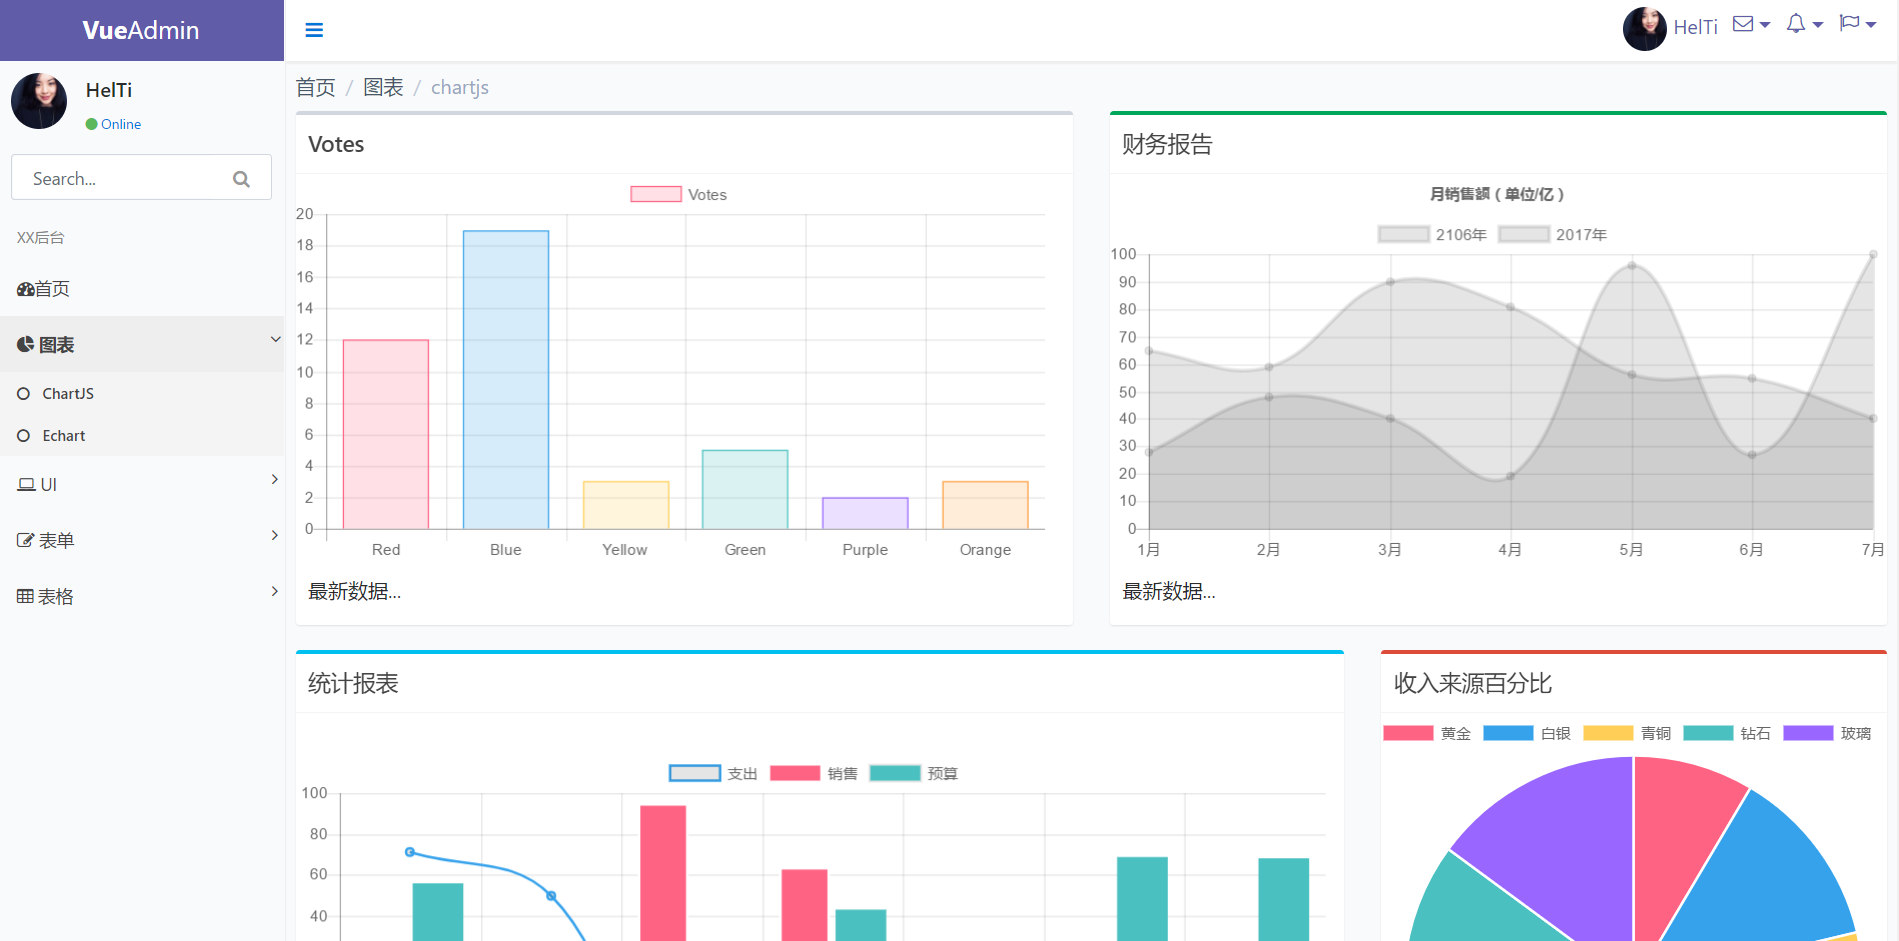 VueAdmin
HelTi
HelTi
Online
Search...
XX后台
首页
图表
ChartJS
Echart
UI
表单
表格
首页 / 图表 / chartjs
Votes
Votes
20
18
16
14
12
10
8
6
4
2
0
Red Blue Yellow Green Purple Orange
最新数据...
财务报告
月销售额（单位/亿）
2106年 2017年
100
90
80
70
60
50
40
30
20
10
0
1月 2月 3月 4月 5月 6月 7月
最新数据...
统计报表
支出 销售 预算
100
80
60
40
收入来源百分比
黄金 白银 青铜 钻石 玻璃